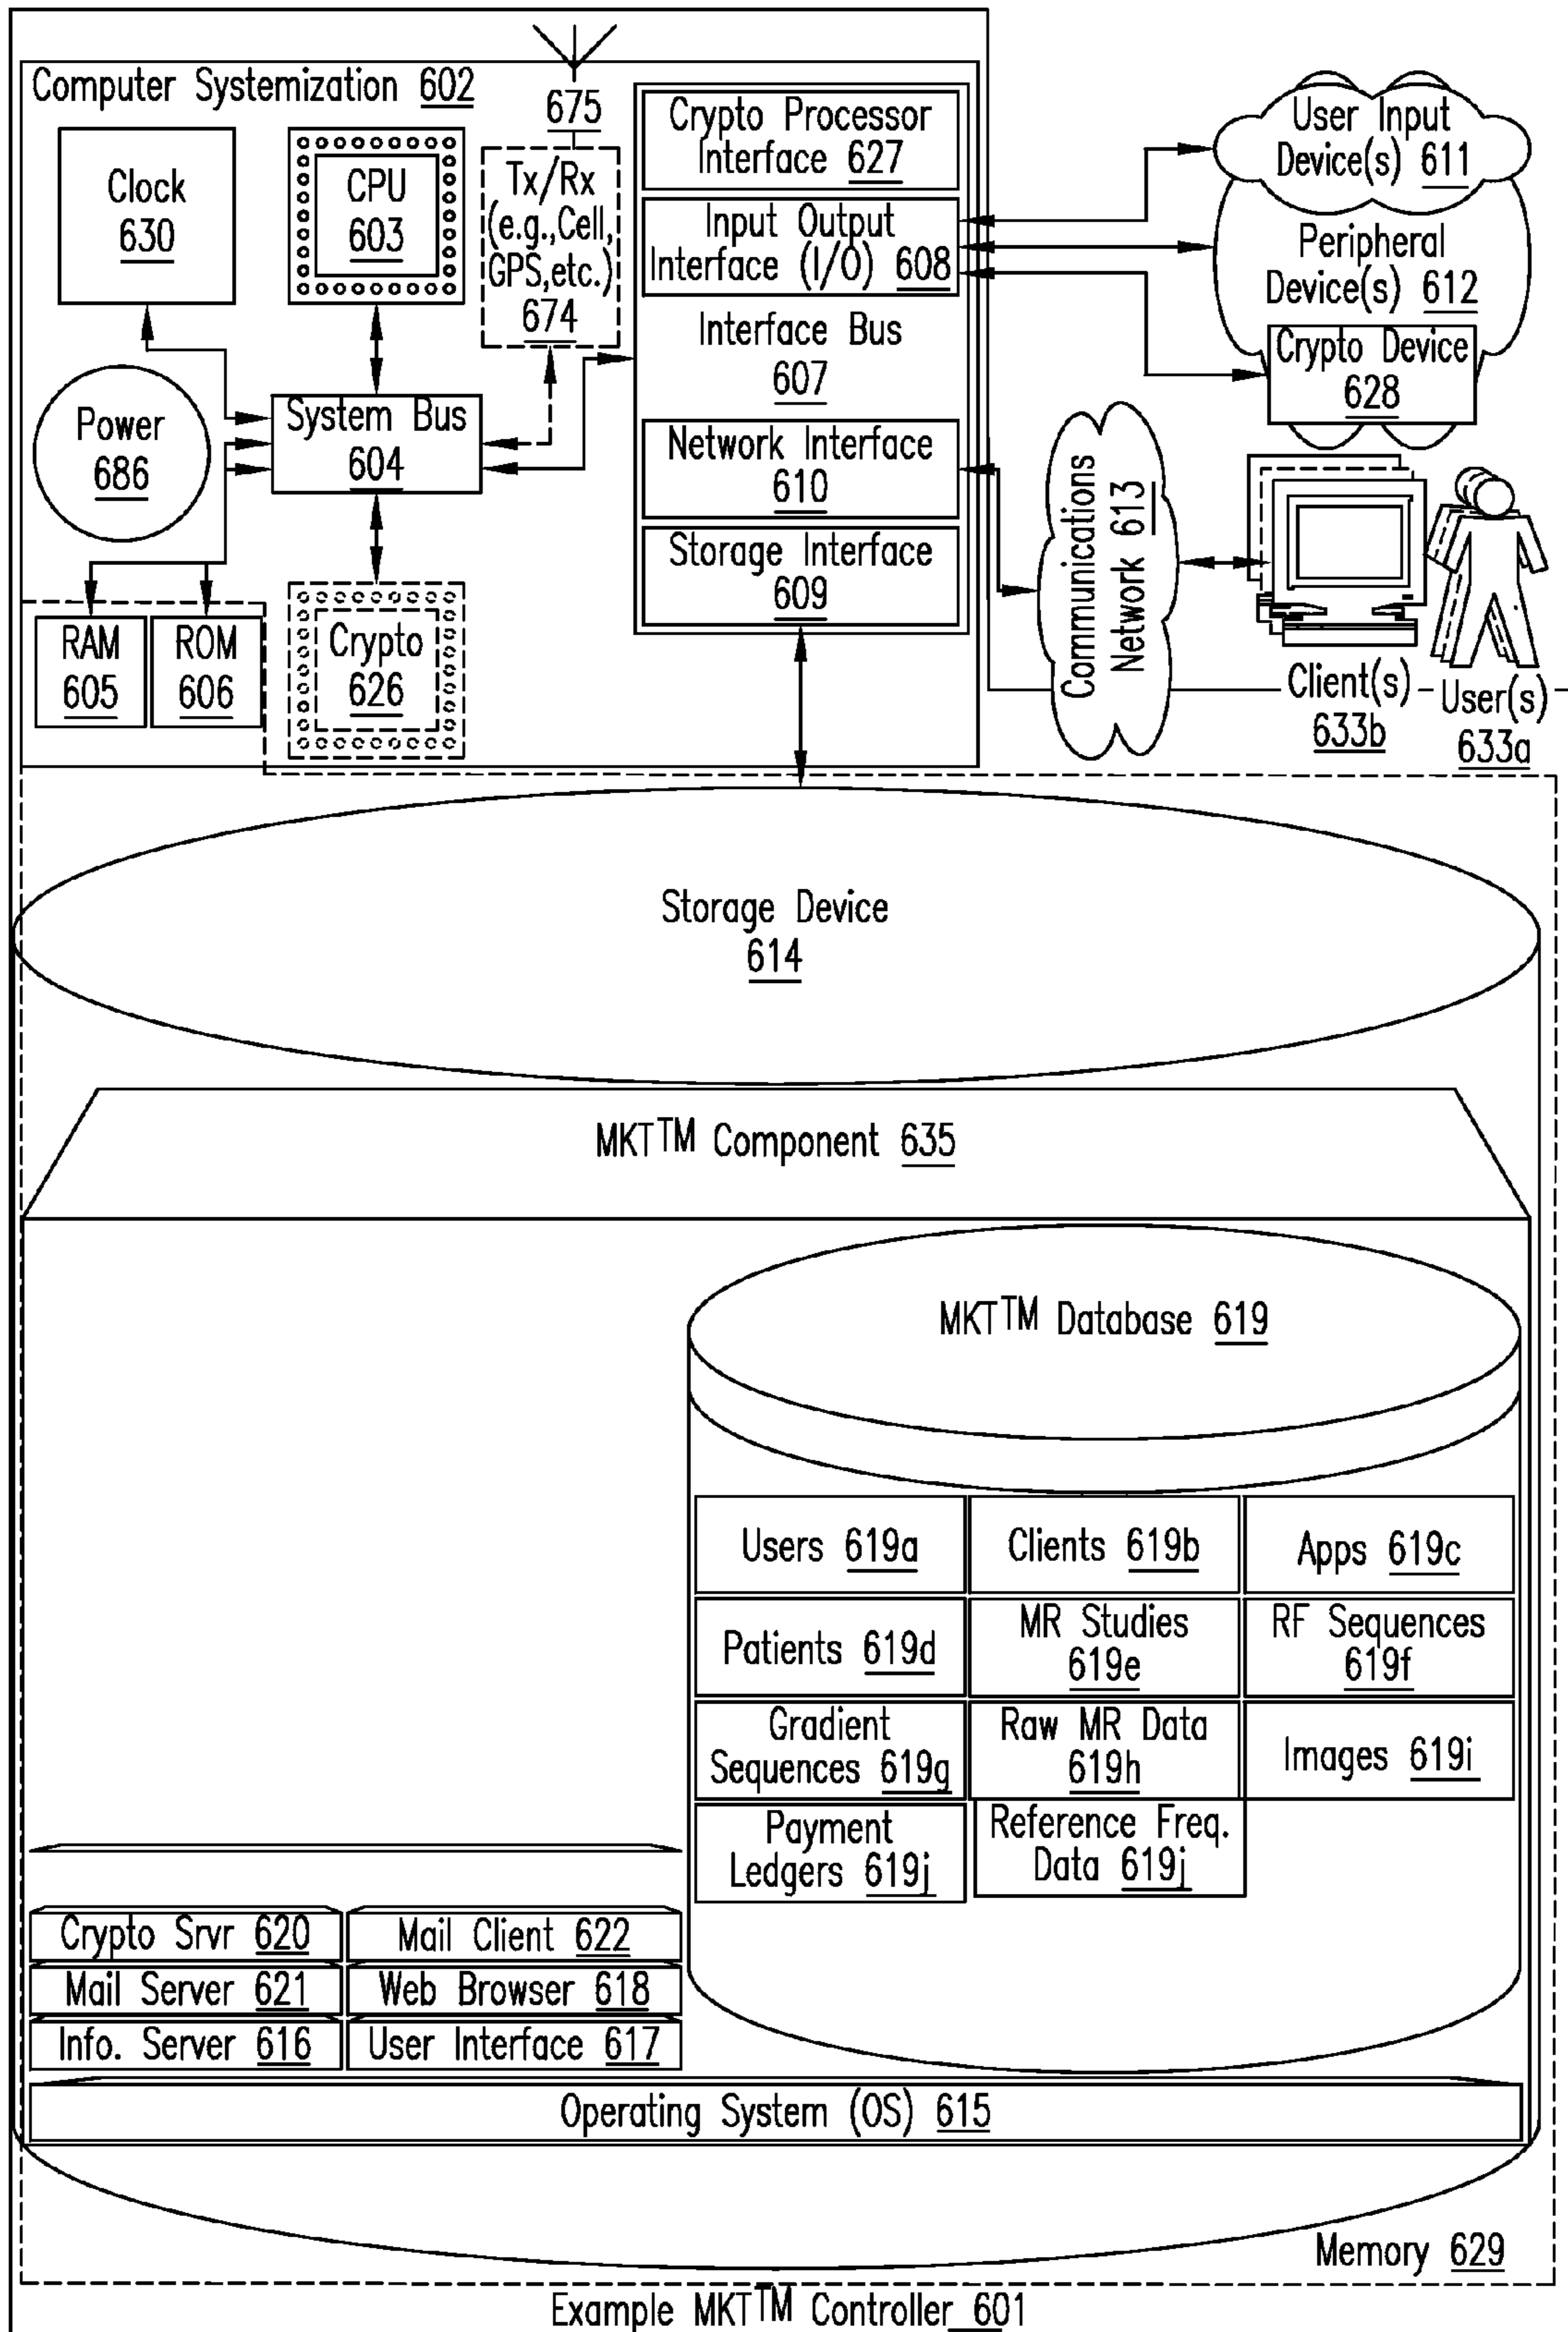 Computer Systemization 602
675
Clock
630
CPU
603
Tx/Rx
(e.g.,Cell,
GPS,etc.)
674
Power
686
System Bus
604
RAM
605
ROM
606
Crypto
626
Crypto Processor
Interface 627
Input Output
Interface (I/O) 608
Interface Bus
607
Network Interface
610
Storage Interface
609
User Input
Device(s) 611
Peripheral
Device(s) 612
Crypto Device
628
Communications
Network 613
Client(s)
633b
User(s)
633a
Storage Device
614
MKT™ Component 635
MKT™ Database 619
Users 619a
Clients 619b
Apps 619c
Patients 619d
MR Studies
619e
RF Sequences
619f
Gradient
Sequences 619g
Raw MR Data
619h
Images 619i
Payment
Ledgers 619j
Reference Freq.
Data 619j
Crypto Srvr 620
Mail Client 622
Mail Server 621
Web Browser 618
Info. Server 616
User Interface 617
Operating System (OS) 615
Memory 629
Example MKT™ Controller 601